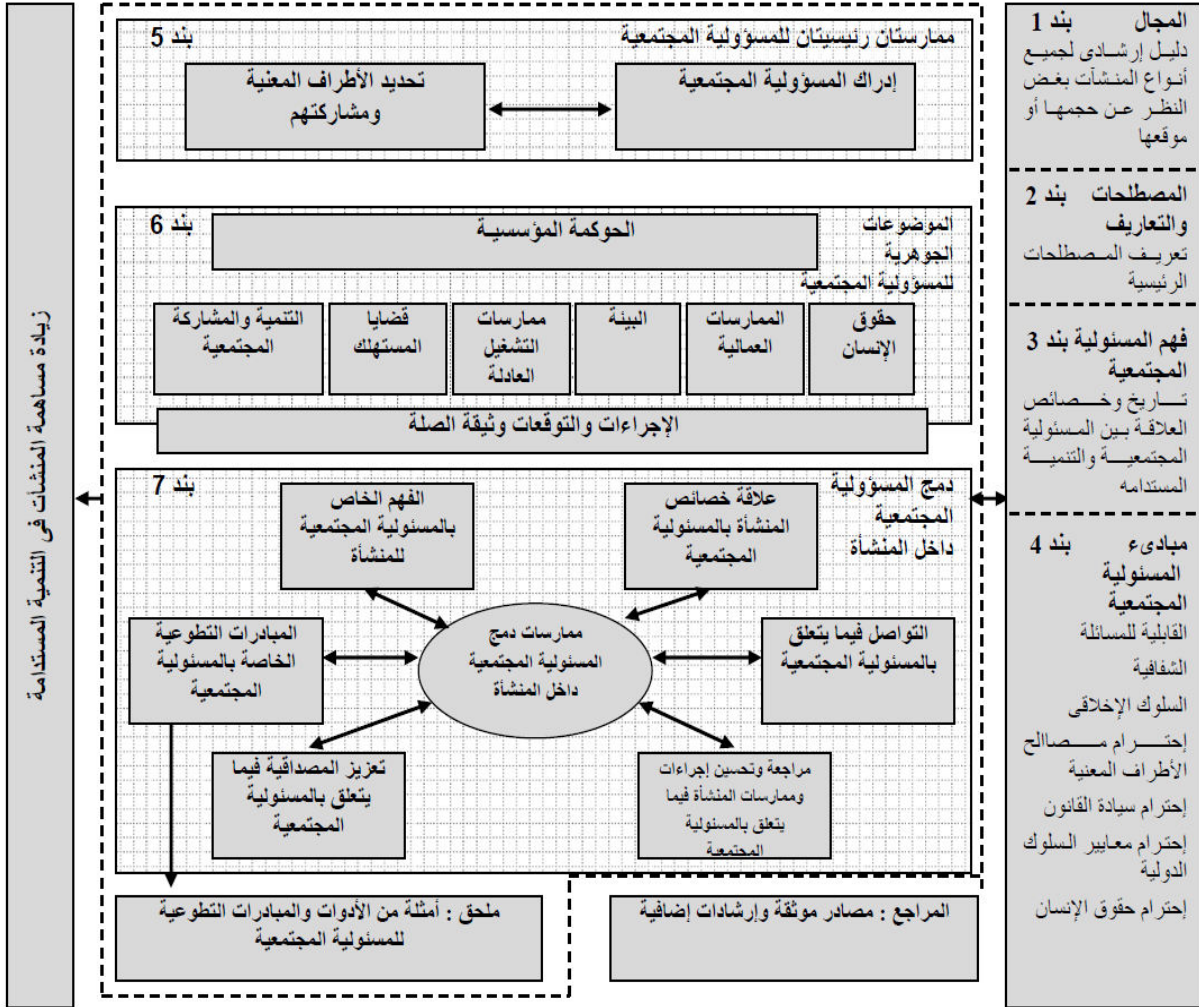 المجال بند 1
دليل إرشادى لجميع
أنواع المنشآت بغض
النظر عن حجمها أو
موقعها
المصطلحات بند 2
والتعاريف
تعريف المصطلحات
الرئيسية
فهم المسئولية بند 3
المجتمعية
تاريخ وخصائص
العلاقة بين المسئولية
المجتمعية والتنمية
المستدامه
مبادىء بند 4
المسئولية
المجتمعية
القابلية للمسائلة
الشفافية
السلوك الإخلاقى
إحترام مصاالح
الأطراف المعنية
إحترام سيادة القانون
إحترام معايير السلوك
الدولية
إحترام حقوق الإنسان
ممارستان رئيسيتان للمسؤولية المجتمعية بند 5
إدراك المسؤولية المجتمعية
تحديد الأطراف المعنية
ومشاركتهم
الموضوعات بند 6
الجوهرية
للمسؤولية المجتمعية
الحوكمة المؤسسية
حقوق
الإنسان
الممارسات
العمالية
البيئة
ممارسات
التشغيل
العادلة
قضايا
المستهلك
التنمية والمشاركة
المجتمعية
الإجراءات والتوقعات وثيقة الصلة
دمج المسؤولية بند 7
المجتمعية
داخل المنشأة
علاقة خصائص
المنشأة بالمسئولية
المجتمعية
الفهم الخاص
بالمسئولية المجتمعية
للمنشأة
التواصل فيما يتعلق
بالمسئولية المجتمعية
ممارسات دمج
المسئولية المجتمعية
داخل المنشأة
المبادرات التطوعية
الخاصة بالمسئولية
المجتمعية
مراجعة وتحسين إجراءات
وممارسات المنشأة فيما
يتعلق بالمسئولية
المجتمعية
تعزيز المصداقية فيما
يتعلق بالمسئولية
المجتمعية
المراجع : مصادر موثقة وإرشادات إضافية
ملحق : أمثلة من الأدوات والمبادرات التطوعية
للمسئولية المجتمعية
زيادة مساهمة المنشآت فى التنمية المستدامة